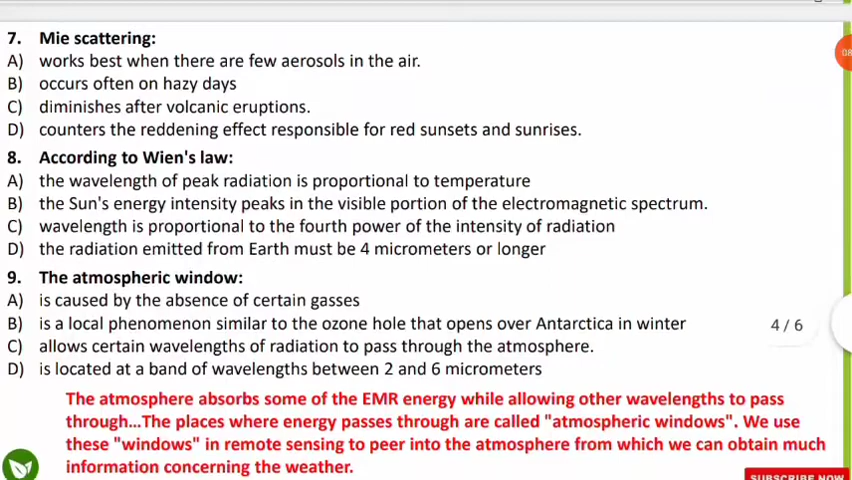 7. Mie scattering:
A) works best when there are few aerosols in the air.
B) occurs often on hazy days
C) diminishes after volcanic eruptions.
D) counters the reddening effect responsible for red sunsets and sunrises.
8. According to Wien's law:
A) the wavelength of peak radiation is proportional to temperature
B) the Sun's energy intensity peaks in the visible portion of the electromagnetic spectrum.
C) wavelength is proportional to the fourth power of the intensity of radiation
D) the radiation emitted from Earth must be 4 micrometers or longer
9. The atmospheric window:
A) is caused by the absence of certain gasses
B) is a local phenomenon similar to the ozone hole that opens over Antarctica in winter
4 / 6
C) allows certain wavelengths of radiation to pass through the atmosphere.
D) is located at a band of wavelengths between 2 and 6 micrometers
The atmosphere absorbs some of the EMR energy while allowing other wavelengths to pass
through...The places where energy passes through are called "atmospheric windows". We use
these "windows" in remote sensing to peer into the atmosphere from which we can obtain much
information concerning the weather.
SUBSCRIBE NOW